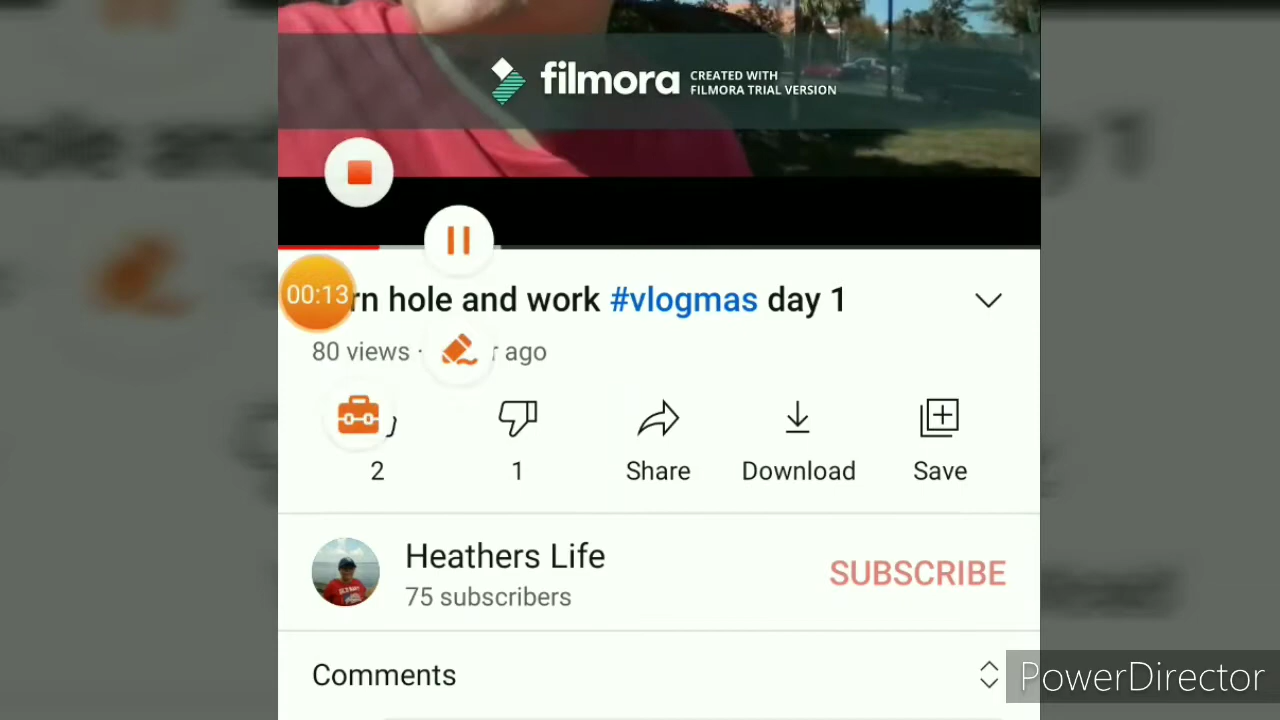 filmora CREATED WITH
FILMORA TRIAL VERSION
00:13 rn hole and work #vlogmas day 1
80 views · r ago
2
1
Share
Download
Save
Heathers Life
75 subscribers
SUBSCRIBE
Comments
PowerDirector